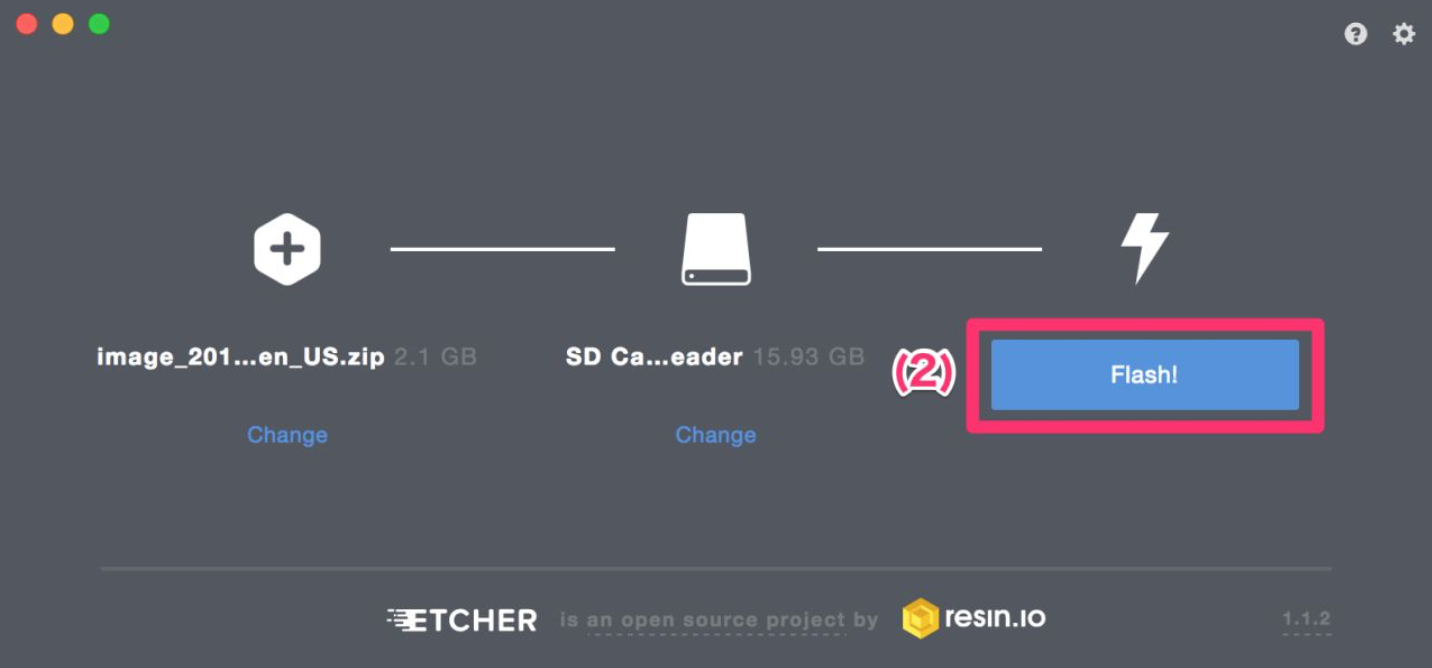 image_201...en_US.zip 2.1 GB
Change
SD Ca...eader 15.93 GB
Change
(2)
Flash!
ETCHER is an open source project by resin.io
1.1.2